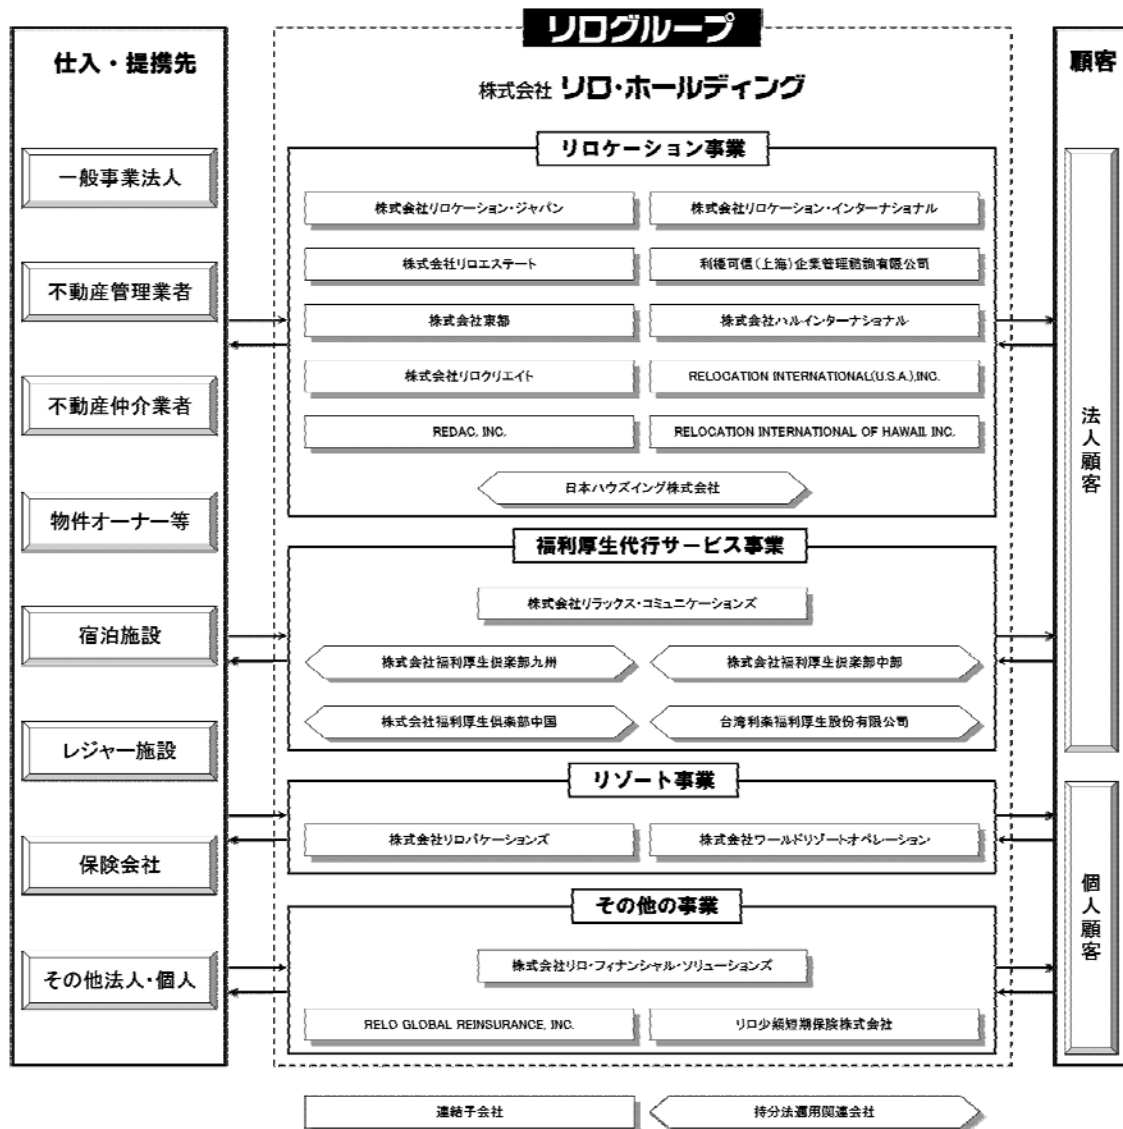 リログループ
株式会社 リロ・ホールディング
仕入・提携先
一般事業法人
不動産管理業者
不動産仲介業者
物件オーナー等
宿泊施設
レジャー施設
保険会社
その他法人・個人
リロケーション事業
株式会社リロケーション・ジャパン
株式会社リロケーション・インターナショナル
株式会社リロエステート
利楼可信(上海)企業管理諮詢有限公司
株式会社東都
株式会社ハルインターナショナル
株式会社リロクリエイト
RELOCATION INTERNATIONAL(U.S.A.),INC.
REDAC, INC.
RELOCATION INTERNATIONAL OF HAWAII, INC.
日本ハウズイング株式会社
福利厚生代行サービス事業
株式会社リラックス・コミュニケーションズ
株式会社福利厚生倶楽部九州
株式会社福利厚生倶楽部中部
株式会社福利厚生倶楽部中国
台湾利楽福利厚生股份有限公司
リゾート事業
株式会社リロバケーションズ
株式会社ワールドリゾートオペレーション
その他の事業
株式会社リロ・フィナンシャル・ソリューションズ
RELO GLOBAL REINSURANCE, INC.
リロ少額短期保険株式会社
顧客
法人顧客
個人顧客
連結子会社
持分法適用関連会社